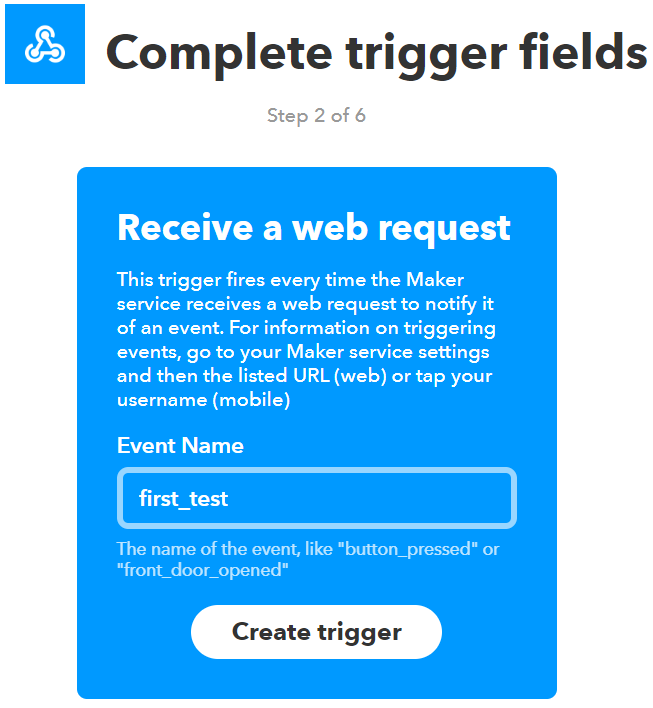 Complete trigger fields
Step 2 of 6
Receive a web request
This trigger fires every time the Maker
service receives a web request to notify it
of an event. For information on triggering
events, go to your Maker service settings
and then the listed URL (web) or tap your
username (mobile)
Event Name
first_test
The name of the event, like "button_pressed" or
"front_door_opened"
Create trigger